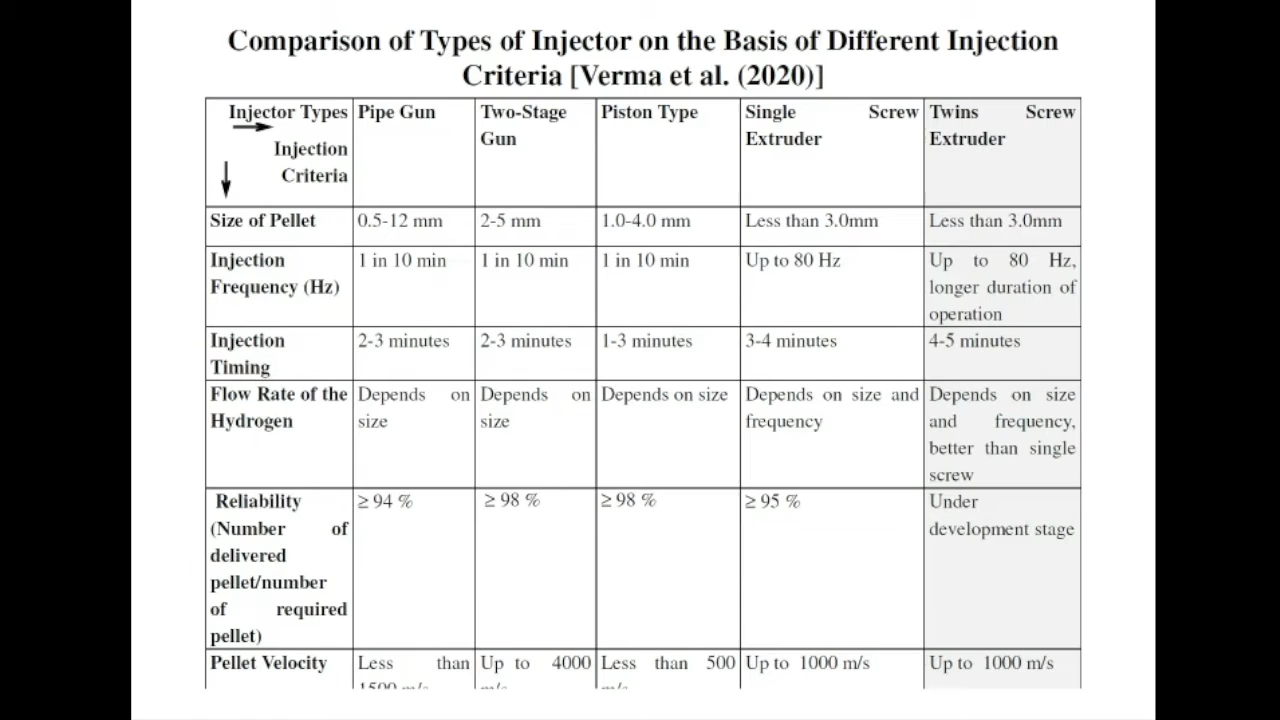 Comparison of Types of Injector on the Basis of Different Injection
Criteria [Verma et al. (2020)]
Injector Types Pipe Gun Two-Stage Piston Type Single Screw Twins Screw
Gun Extruder Extruder
Injection
Criteria
Size of Pellet 0.5-12 mm 2-5 mm 1.0-4.0 mm Less than 3.0mm Less than 3.0mm
Injection 1 in 10 min 1 in 10 min 1 in 10 min Up to 80 Hz Up to 80 Hz,
Frequency (Hz) longer duration of
operation
Injection 2-3 minutes 2-3 minutes 1-3 minutes 3-4 minutes 4-5 minutes
Timing
Flow Rate of the Depends on Depends on Depends on size Depends on size and Depends on size
Hydrogen size size frequency and frequency,
better than single
screw
Reliability ≥ 94 % ≥ 98 % ≥ 98 % ≥ 95 % Under
(Number of development stage
delivered
pellet/number
of required
pellet)
Pellet Velocity Less than Up to 4000 Less than 500 Up to 1000 m/s Up to 1000 m/s